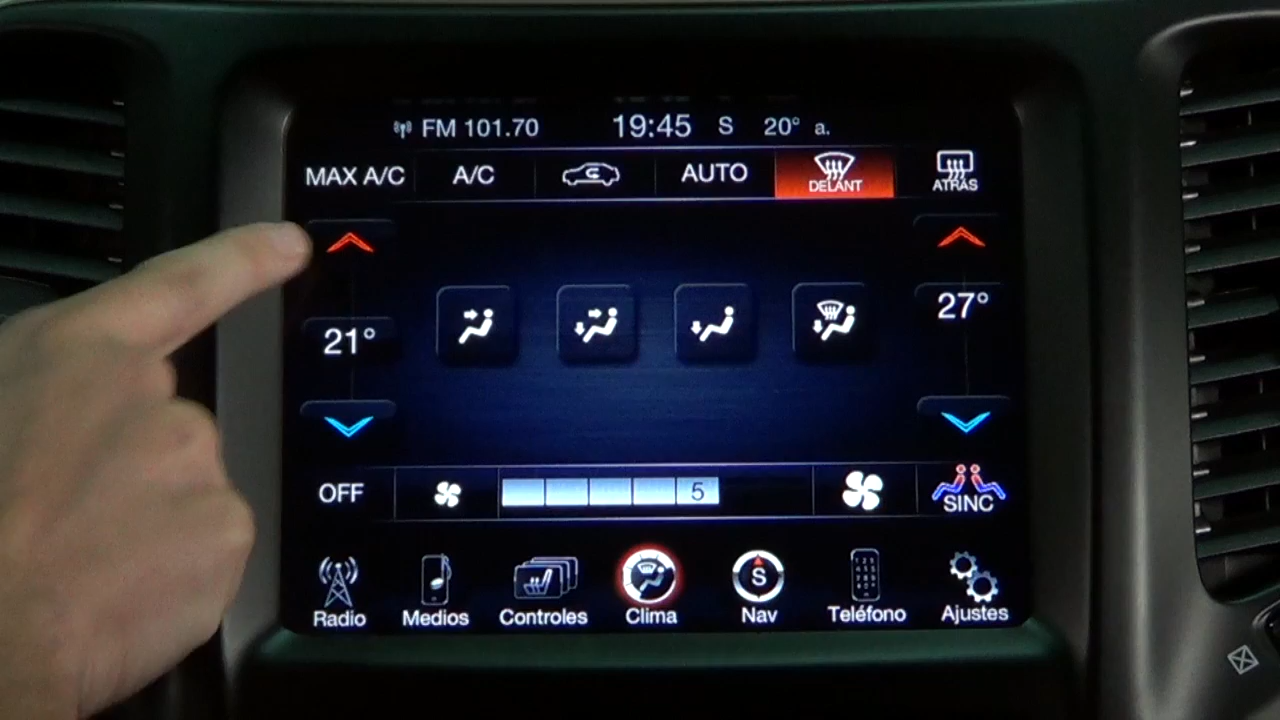 FM 101.70 19:45 S 20° a.
MAX A/C A/C AUTO DELANT ATRÁS
21° 27°
OFF 5 SINC
S
Radio Medios Controles Clima Nav Teléfono Ajustes